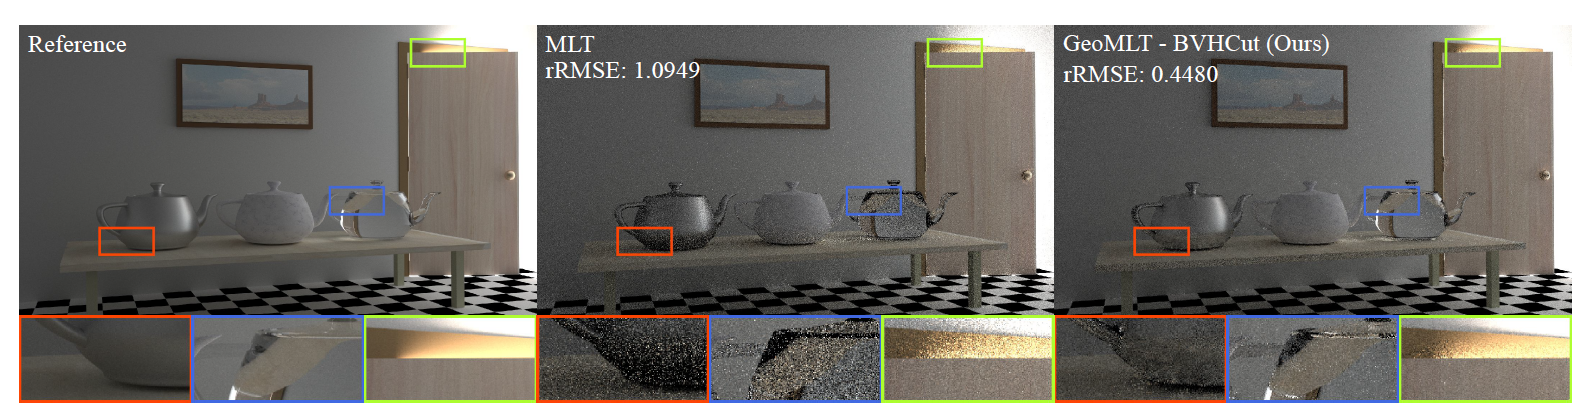 Reference
MLT
rRMSE: 1.0949
GeoMLT - BVHCut (Ours)
rRMSE: 0.4480